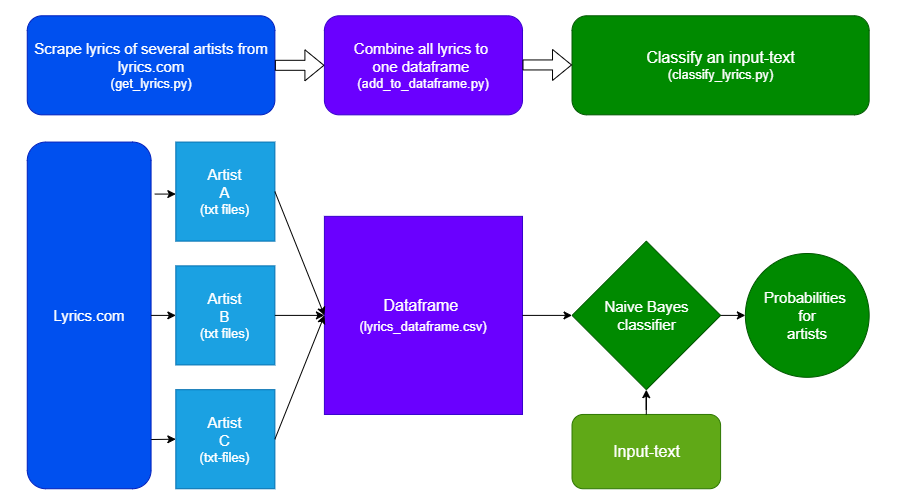 Scrape lyrics of several artists from
lyrics.com
(get_lyrics.py)
Combine all lyrics to
one dataframe
(add_to_dataframe.py)
Classify an input-text
(classify_lyrics.py)
Lyrics.com
Artist
A
(txt files)
Artist
B
(txt files)
Artist
C
(txt-files)
Dataframe
(lyrics_dataframe.csv)
Naive Bayes
classifier
Probabilities
for
artists
Input-text